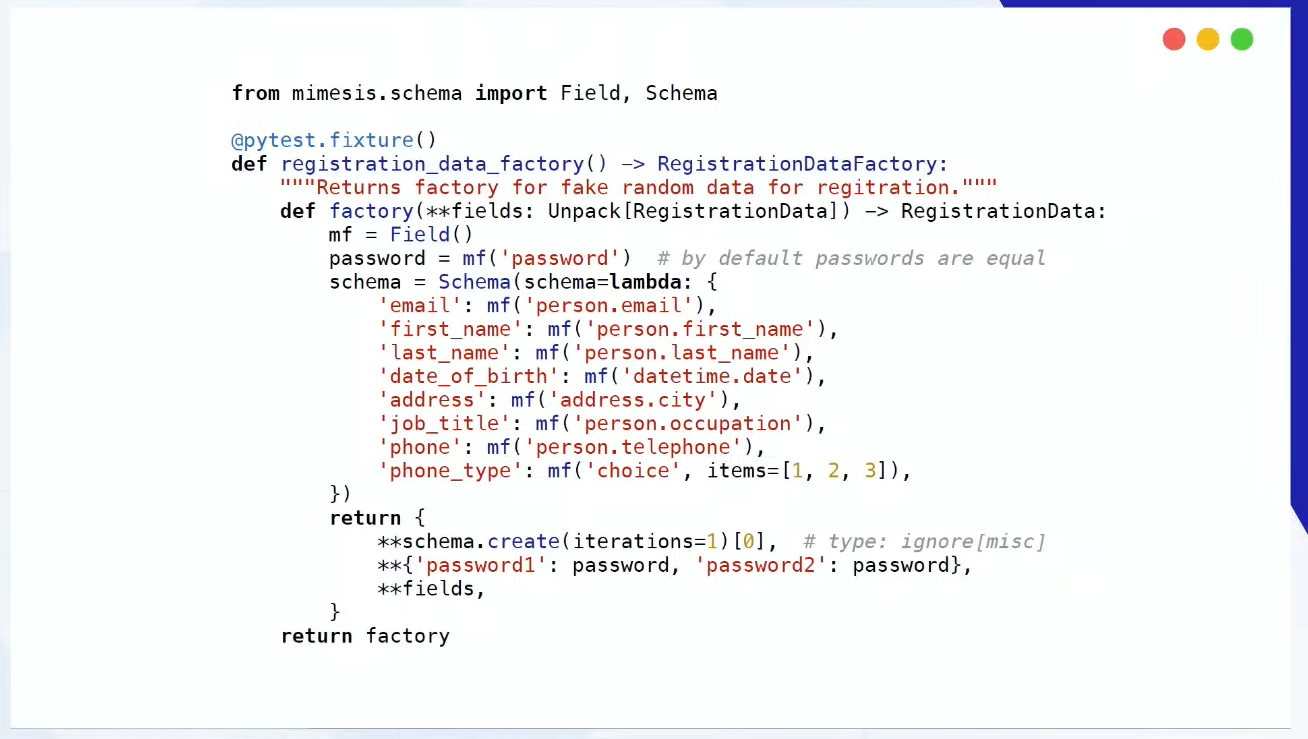 from mimesis.schema import Field, Schema
@pytest.fixture()
def registration_data_factory() -> RegistrationDataFactory:
    """Returns factory for fake random data for regitration."""
    def factory(**fields: Unpack[RegistrationData]) -> RegistrationData:
        mf = Field()
        password = mf('password')  # by default passwords are equal
        schema = Schema(schema=lambda: {
            'email': mf('person.email'),
            'first_name': mf('person.first_name'),
            'last_name': mf('person.last_name'),
            'date_of_birth': mf('datetime.date'),
            'address': mf('address.city'),
            'job_title': mf('person.occupation'),
            'phone': mf('person.telephone'),
            'phone_type': mf('choice', items=[1, 2, 3]),
        })
        return {
            **schema.create(iterations=1)[0],  # type: ignore[misc]
            **{'password1': password, 'password2': password},
            **fields,
        }
    return factory